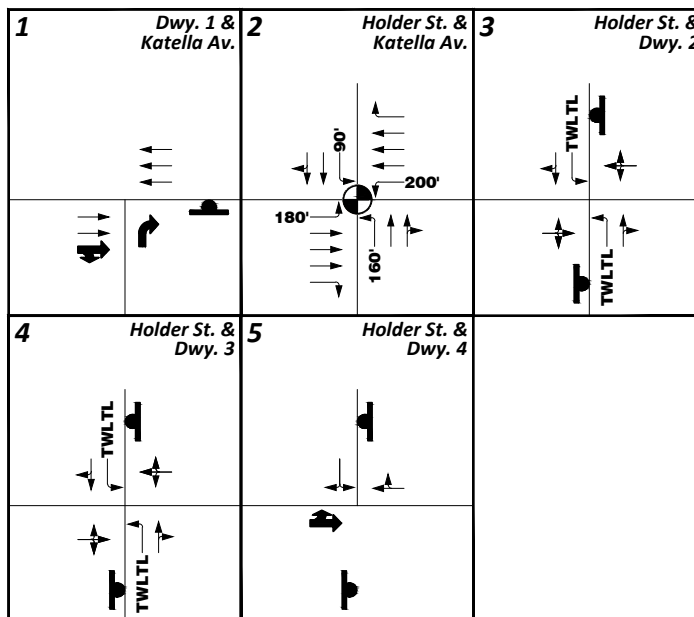 1
Dwy. 1 &
Katella Av.
2
Holder St. &
Katella Av.
90'
200'
180'
160'
3
Holder St. &
Dwy. 2
TWLTL
TWLTL
4
Holder St. &
Dwy. 3
TWLTL
TWLTL
5
Holder St. &
Dwy. 4